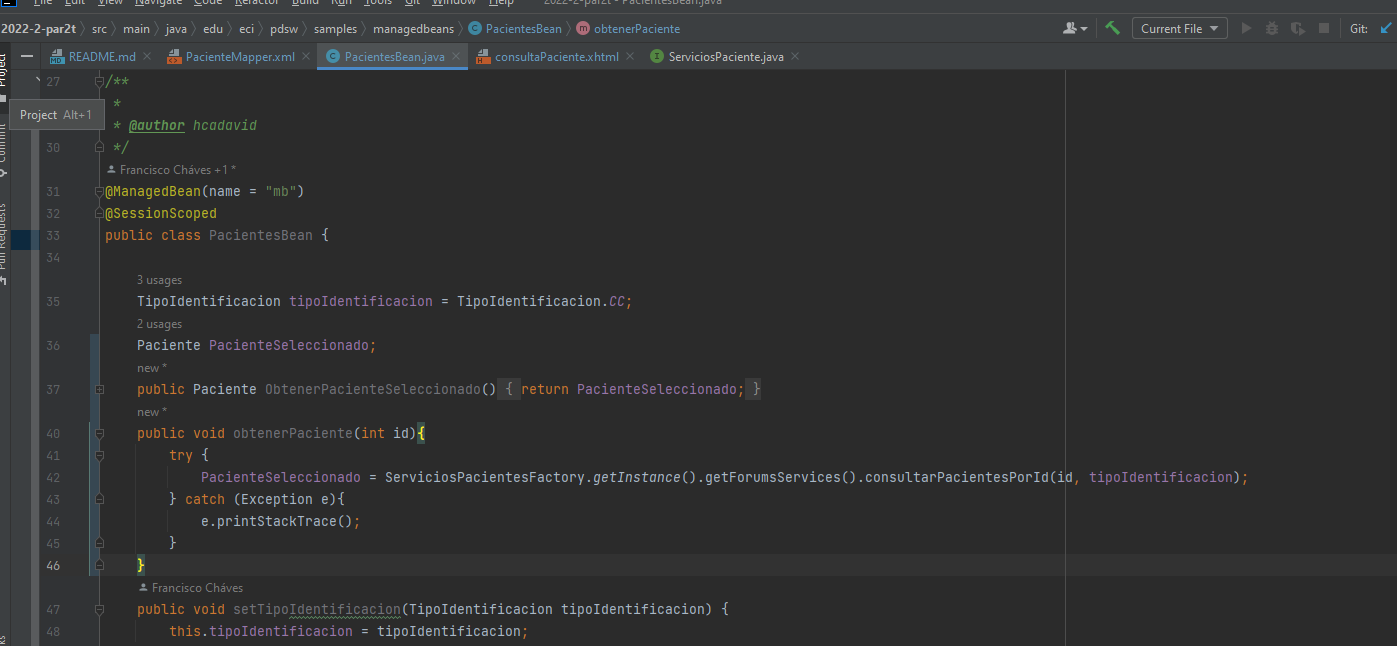 File Edit View Navigate Code Refactor Build Run Tools Git Window Help 2022-2-par2t - PacientesBean.java
2022-2-par2t src main java edu eci pdsw samples managedbeans PacientesBean obtenerPaciente Current File Git:
README.md PacienteMapper.xml PacientesBean.java consultaPaciente.xhtml ServiciosPaciente.java
Project
Commit
Pull Requests
Project Alt+1
27 /**
*
* @author hcadavid
30 */
Francisco Cháves +1 *
31 @ManagedBean(name = "mb")
32 @SessionScoped
33 public class PacientesBean {
34
3 usages
35 TipoIdentificacion tipoIdentificacion = TipoIdentificacion.CC;
2 usages
36 Paciente PacienteSeleccionado;
new *
37 public Paciente ObtenerPacienteSeleccionado() { return PacienteSeleccionado; }
new *
40 public void obtenerPaciente(int id){
41 try {
42 PacienteSeleccionado = ServiciosPacientesFactory.getInstance().getForumsServices().consultarPacientesPorId(id, tipoIdentificacion);
43 } catch (Exception e){
44 e.printStackTrace();
45 }
46 }
Francisco Cháves
47 public void setTipoIdentificacion(TipoIdentificacion tipoIdentificacion) {
48 this.tipoIdentificacion = tipoIdentificacion;